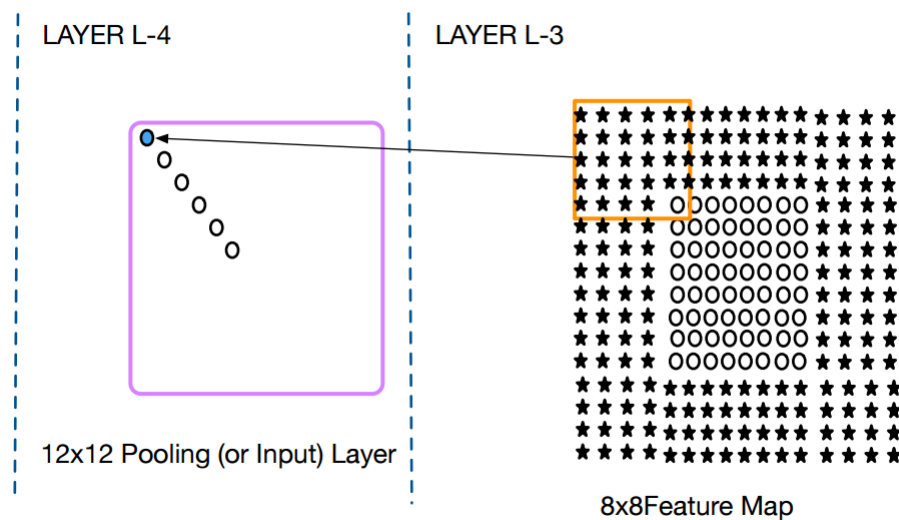 LAYER L-4
LAYER L-3
12x12 Pooling (or Input) Layer
8x8Feature Map